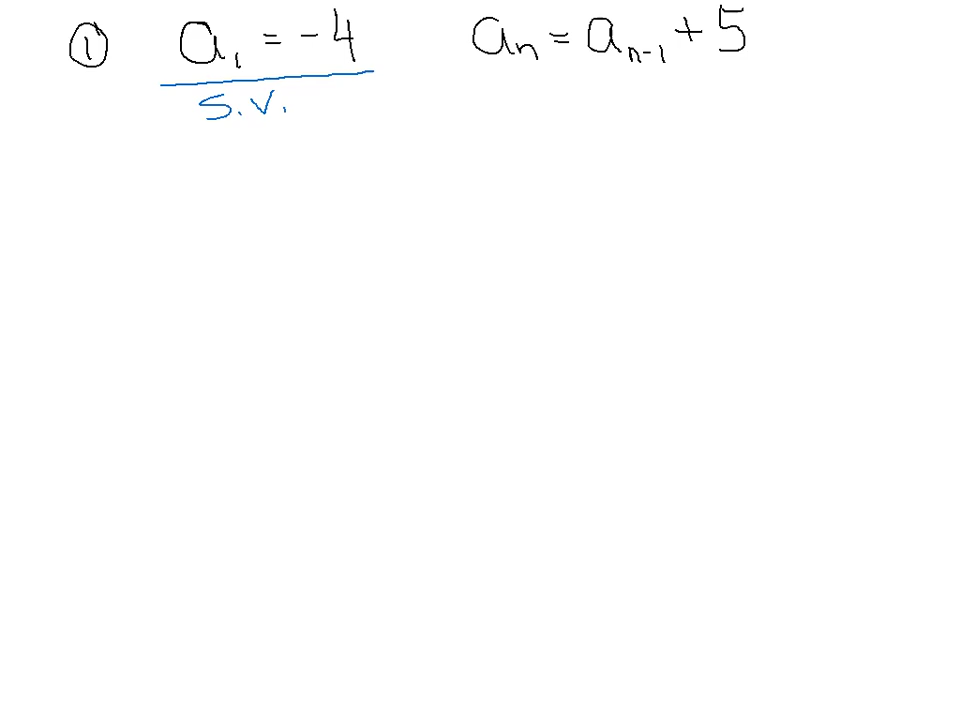 ① a₁ = -4 aₙ = aₙ₋₁ + 5
S.V.